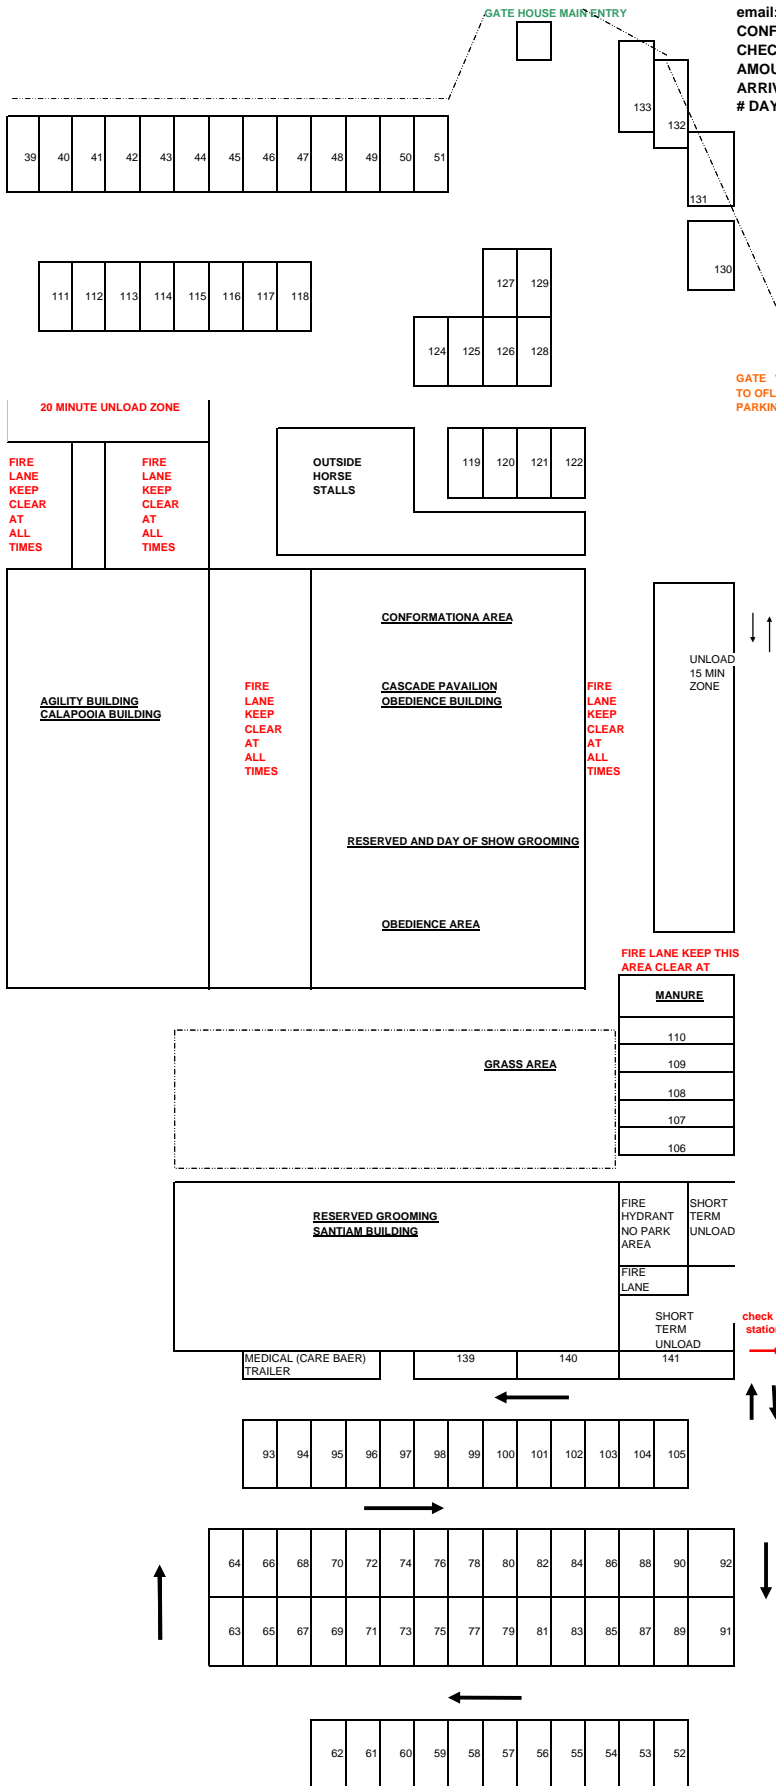 GATE HOUSE MAIN ENTRY
email:
133
132
131
130
39 40 41 42 43 44 45 46 47 48 49 50 51
111 112 113 114 115 116 117 118
127 129
124 125 126 128
GATE
TO
20 MINUTE UNLOAD ZONE
FIRE
LANE
KEEP
CLEAR
AT
ALL
TIMES
FIRE
LANE
KEEP
CLEAR
AT
ALL
TIMES
OUTSIDE
HORSE
STALLS
119 120 121 122
CONFORMATIONA AREA
AGILITY BUILDING
CALAPOOIA BUILDING
FIRE
LANE
KEEP
CLEAR
AT
ALL
TIMES
CASCADE PAVAILION
OBEDIENCE BUILDING
FIRE
LANE
KEEP
CLEAR
AT
ALL
TIMES
UNLOAD
15 MIN
ZONE
RESERVED AND DAY OF SHOW GROOMING
OBEDIENCE AREA
FIRE LANE KEEP THIS
AREA CLEAR AT
MANURE
110
109
108
107
106
GRASS AREA
RESERVED GROOMING
SANTIAM BUILDING
FIRE
HYDRANT
NO PARK
AREA
SHORT
TERM
UNLOAD
FIRE
LANE
SHORT
TERM
UNLOAD
check
MEDICAL (CARE BAER)
TRAILER
139 140 141
93 94 95 96 97 98 99 100 101 102 103 104 105
64 66 68 70 72 74 76 78 80 82 84 86 88 90 92
63 65 67 69 71 73 75 77 79 81 83 85 87 89 91
62 61 60 59 58 57 56 55 54 53 52